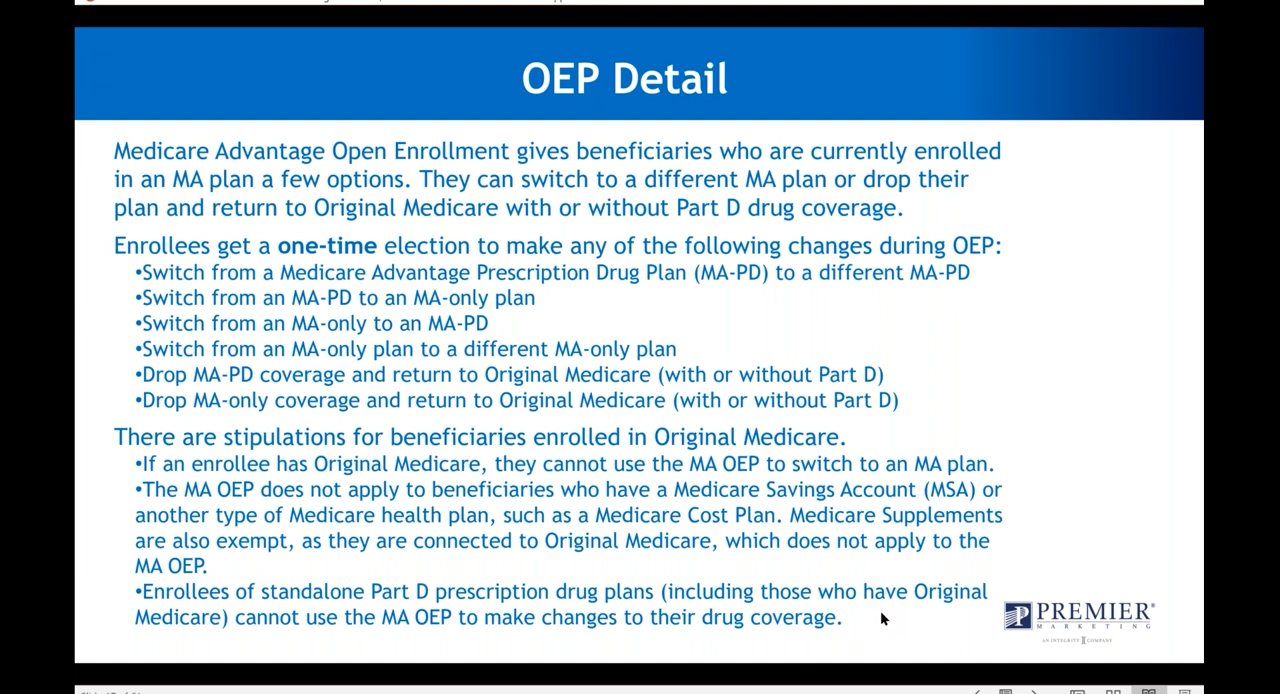 OEP Detail
Medicare Advantage Open Enrollment gives beneficiaries who are currently enrolled
in an MA plan a few options. They can switch to a different MA plan or drop their
plan and return to Original Medicare with or without Part D drug coverage.
Enrollees get a one-time election to make any of the following changes during OEP:
•Switch from a Medicare Advantage Prescription Drug Plan (MA-PD) to a different MA-PD
•Switch from an MA-PD to an MA-only plan
•Switch from an MA-only to an MA-PD
•Switch from an MA-only plan to a different MA-only plan
•Drop MA-PD coverage and return to Original Medicare (with or without Part D)
•Drop MA-only coverage and return to Original Medicare (with or without Part D)
There are stipulations for beneficiaries enrolled in Original Medicare.
•If an enrollee has Original Medicare, they cannot use the MA OEP to switch to an MA plan.
•The MA OEP does not apply to beneficiaries who have a Medicare Savings Account (MSA) or
another type of Medicare health plan, such as a Medicare Cost Plan. Medicare Supplements
are also exempt, as they are connected to Original Medicare, which does not apply to the
MA OEP.
•Enrollees of standalone Part D prescription drug plans (including those who have Original
Medicare) cannot use the MA OEP to make changes to their drug coverage.
PREMIER®
MARKETING
AN INTEGRITY COMPANY